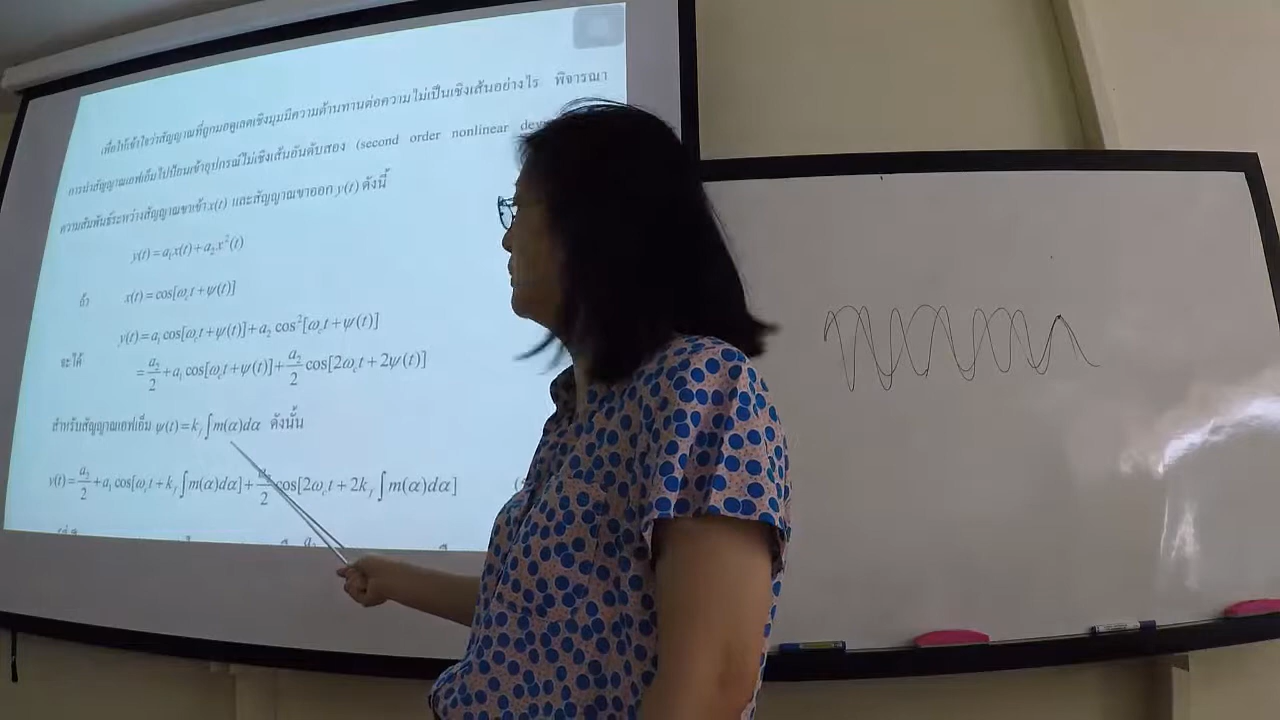 เพื่อให้เข้าใจว่าสัญญาณที่ถูกมอดูเลตเชิงมุมมีความต้านทานต่อความไม่เป็นเชิงเส้นอย่างไร พิจารณา
การนำสัญญาณเอฟเอ็มไปป้อนเข้าอุปกรณ์ไม่เชิงเส้นอันดับสอง (second order nonlinear
ความสัมพันธ์ระหว่างสัญญาณขาเข้า x(t) และสัญญาณขาออก y(t) ดังนี้
y(t) = a₁x(t) + a₂x²(t)
ถ้า x(t) = cos[ω_c t + ψ(t)]
y(t) = a₁ cos[ω_c t + ψ(t)] + a₂ cos²[ω_c t + ψ(t)]
จะได้ = a₂/2 + a₁ cos[ω_c t + ψ(t)] + a₂/2 cos[2ω_c t + 2ψ(t)]
สำหรับสัญญาณเอฟเอ็ม ψ(t) = k_f ∫ m(α)dα ดังนั้น
y(t) = a₂/2 + a₁ cos[ω_c t + k_f ∫ m(α)dα] + a₂/2 cos[2ω_c t + 2k_f ∫ m(α)dα]